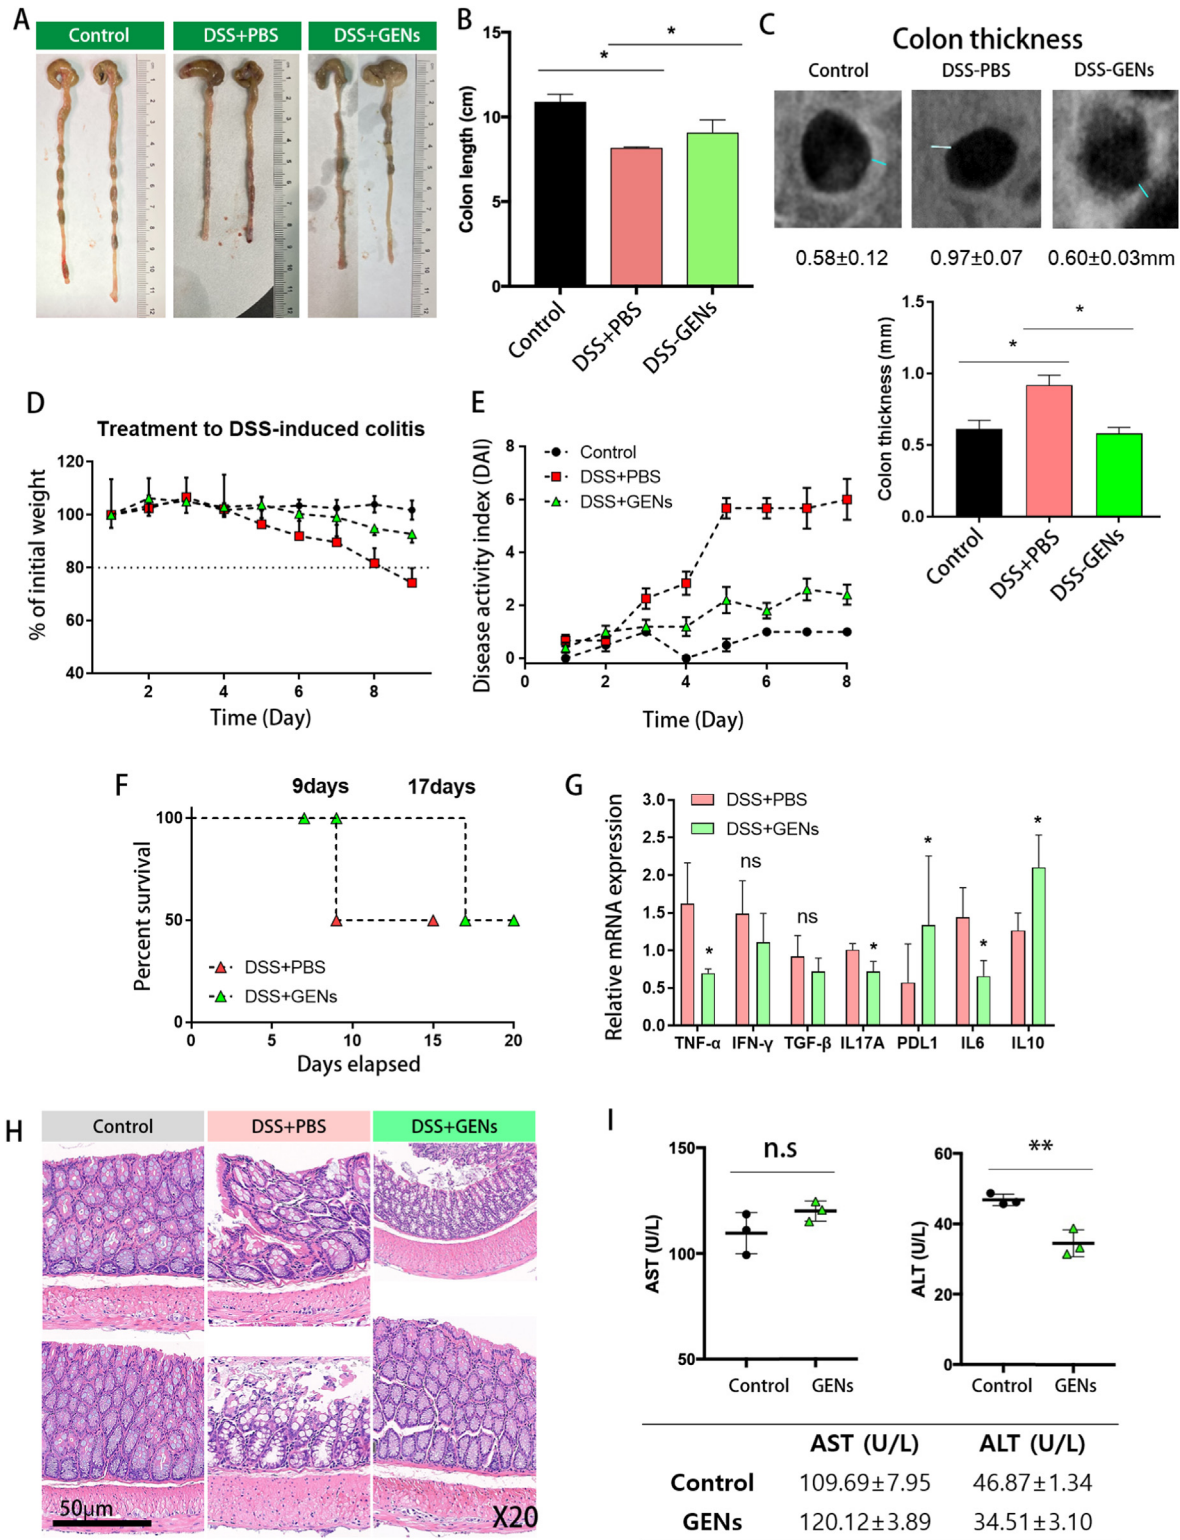 A
Control
DSS+PBS
DSS+GENs
B
15
10
5
0
Colon length (cm)
*
*
Control
DSS+PBS
DSS-GENs
C
Colon thickness
Control
DSS-PBS
DSS-GENs
0.58±0.12
0.97±0.07
0.60±0.03mm
1.5
1.0
0.5
0.0
Colon thickness (mm)
*
*
Control
DSS+PBS
DSS-GENs
D
Treatment to DSS-induced colitis
% of initial weight
120
100
80
60
40
2
4
6
8
Time (Day)
E
Disease activity index (DAI)
8
6
4
2
0
Control
DSS+PBS
DSS+GENs
0
2
4
6
8
Time (Day)
F
9days
17days
Percent survival
100
50
0
DSS+PBS
DSS+GENs
0
5
10
15
20
Days elapsed
G
Relative mRNA expression
3.0
2.5
2.0
1.5
1.0
0.5
0.0
DSS+PBS
DSS+GENs
*
ns
ns
*
*
*
*
TNF-α
IFN-γ
TGF-β
IL17A
PDL1
IL6
IL10
H
Control
DSS+PBS
DSS+GENs
50μm
X20
I
AST (U/L)
150
100
50
n.s
Control
GENs
ALT (U/L)
60
40
20
0
**
Control
GENs
AST (U/L)
ALT (U/L)
Control
109.69±7.95
46.87±1.34
GENs
120.12±3.89
34.51±3.10